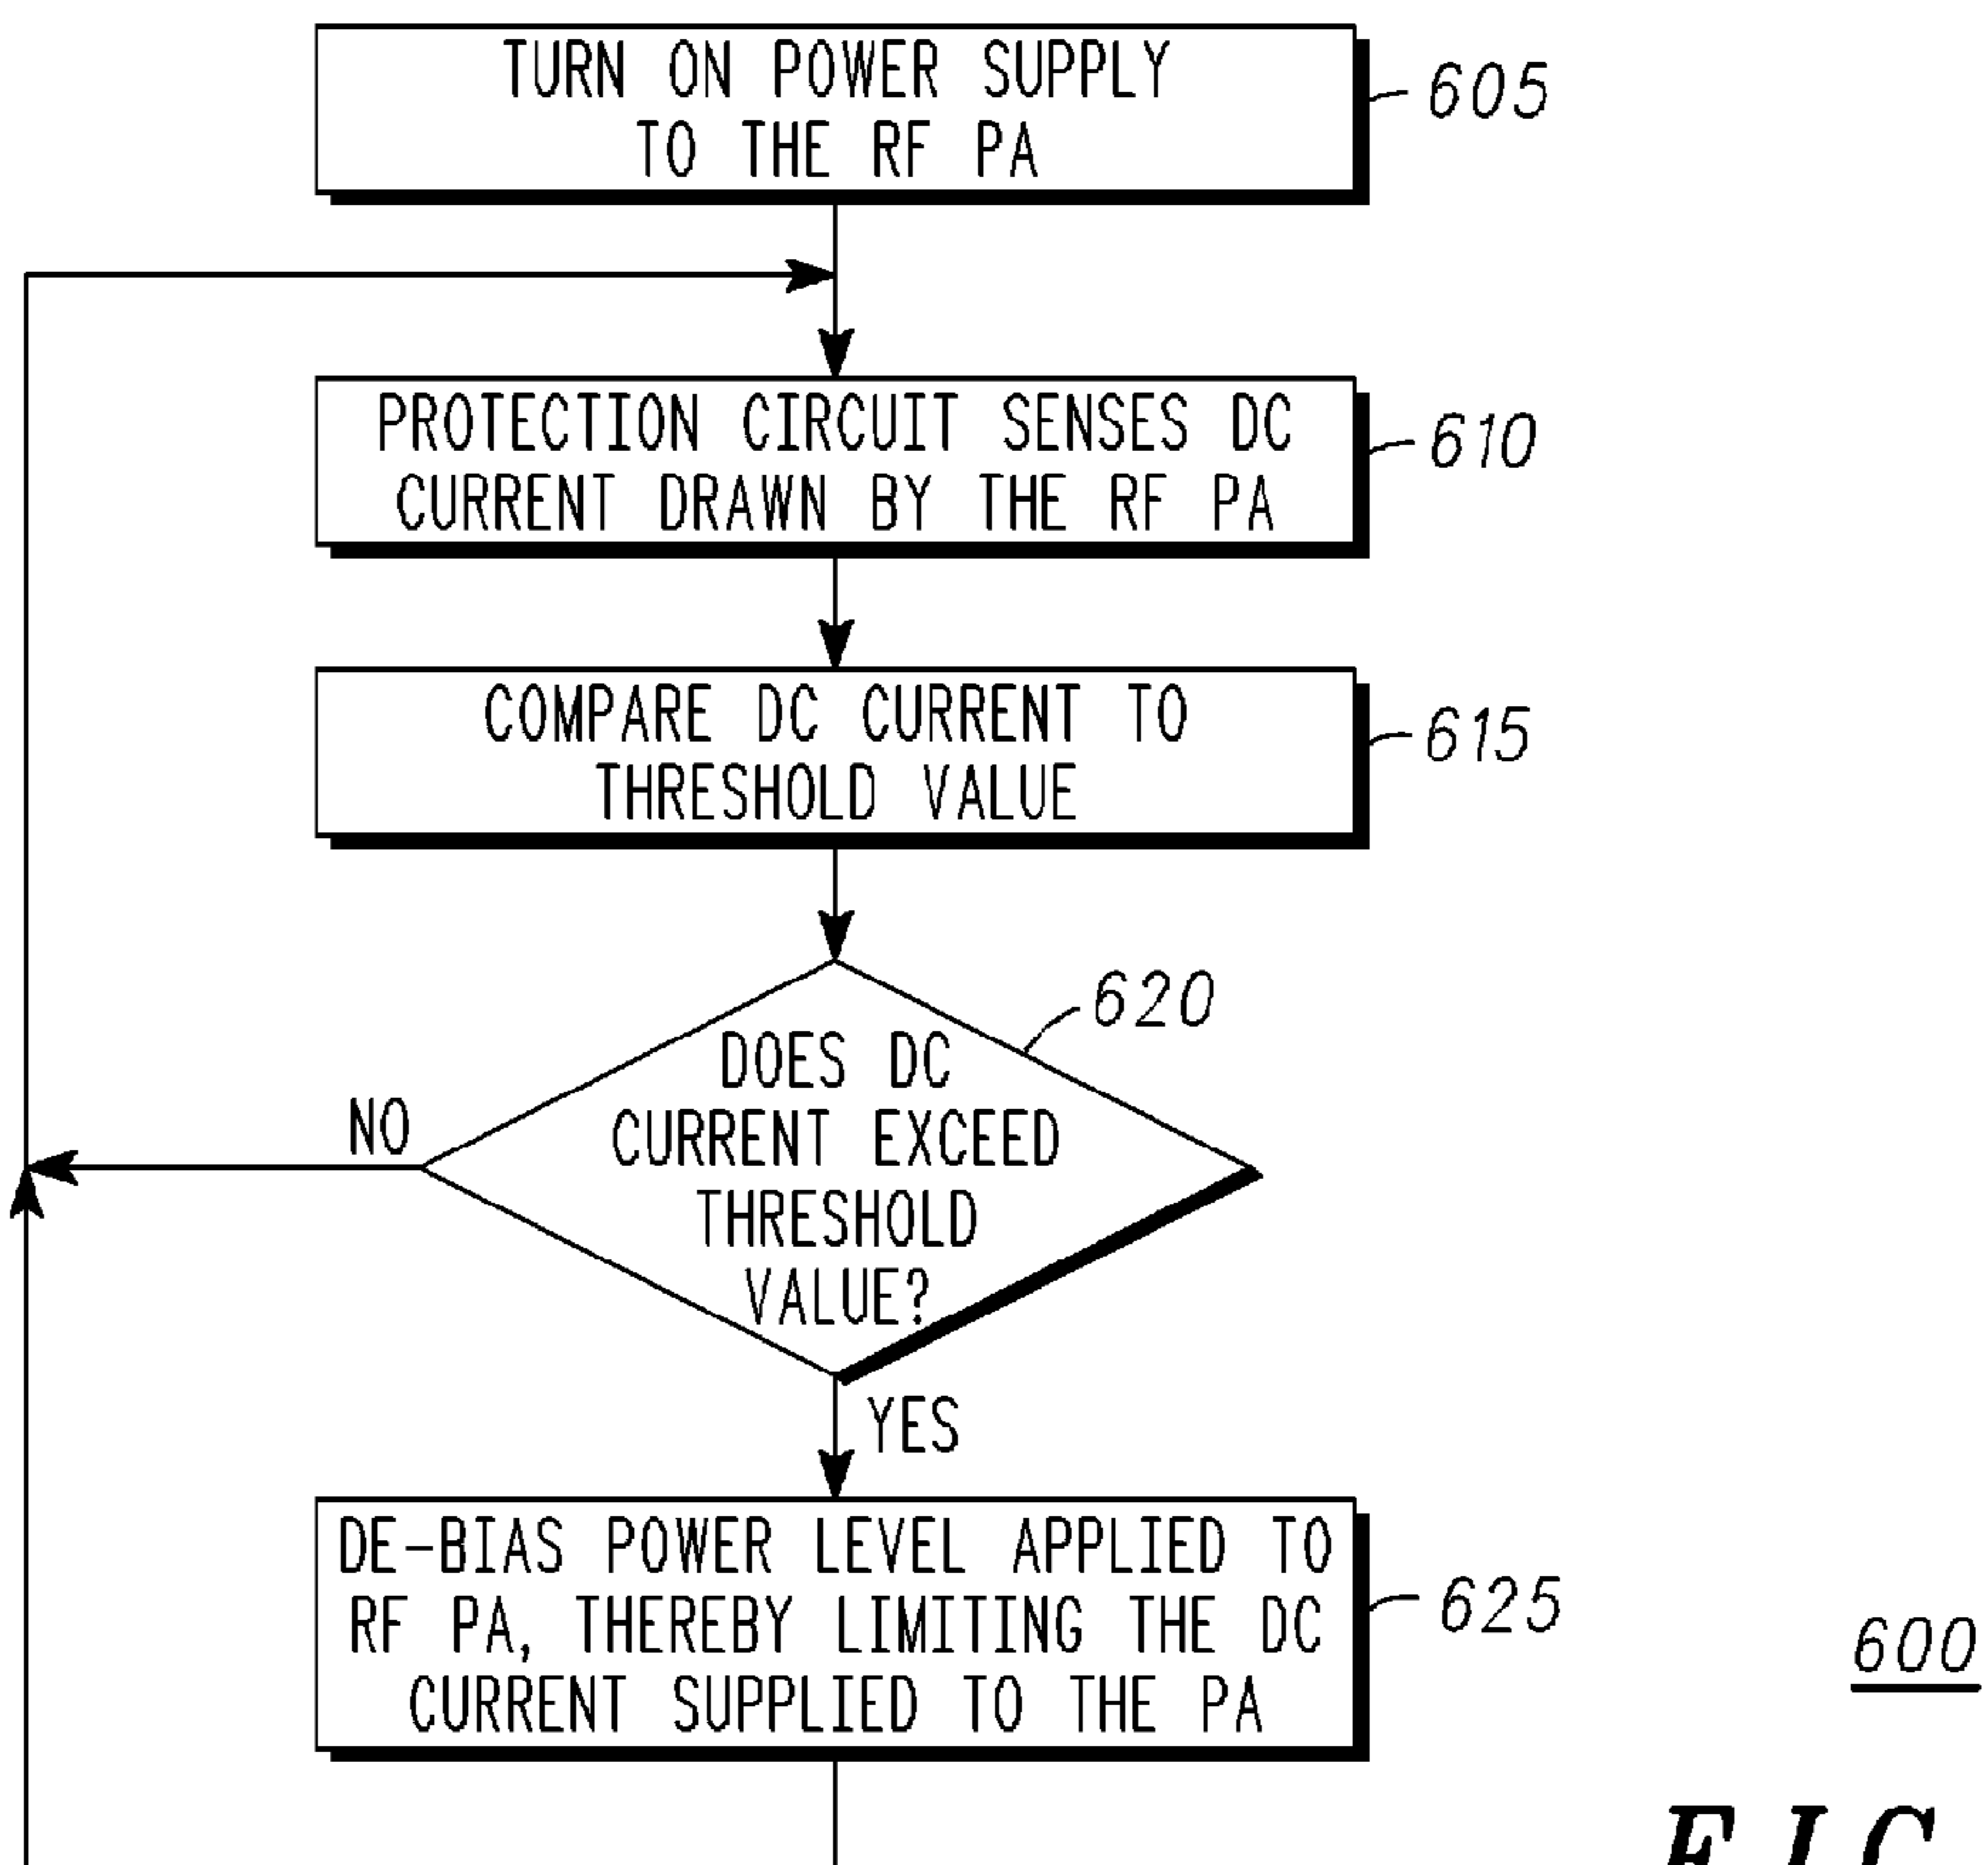 TURN ON POWER SUPPLY
TO THE RF PA
605
PROTECTION CIRCUIT SENSES DC
CURRENT DRAWN BY THE RF PA
610
COMPARE DC CURRENT TO
THRESHOLD VALUE
615
620
DOES DC
CURRENT EXCEED
THRESHOLD
VALUE?
NO
YES
DE-BIAS POWER LEVEL APPLIED TO
RF PA, THEREBY LIMITING THE DC
CURRENT SUPPLIED TO THE PA
625
600